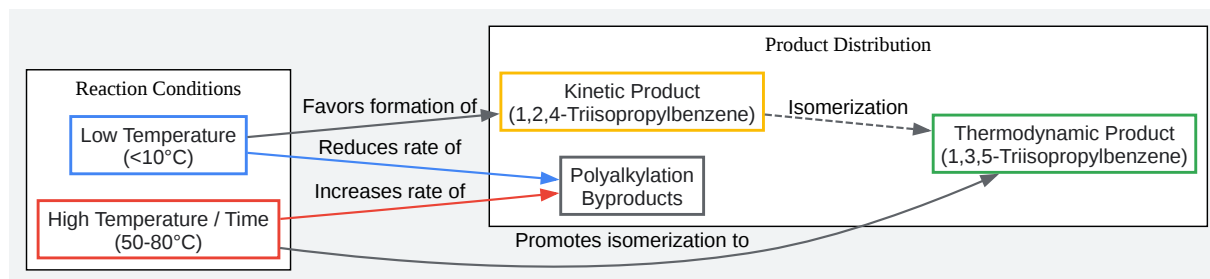 Reaction Conditions
Low Temperature
(<10°C)
High Temperature / Time
(50-80°C)
Favors formation of
Reduces rate of
Increases rate of
Promotes isomerization to
Product Distribution
Kinetic Product
(1,2,4-Triisopropylbenzene)
Isomerization
Thermodynamic Product
(1,3,5-Triisopropylbenzene)
Polyalkylation
Byproducts